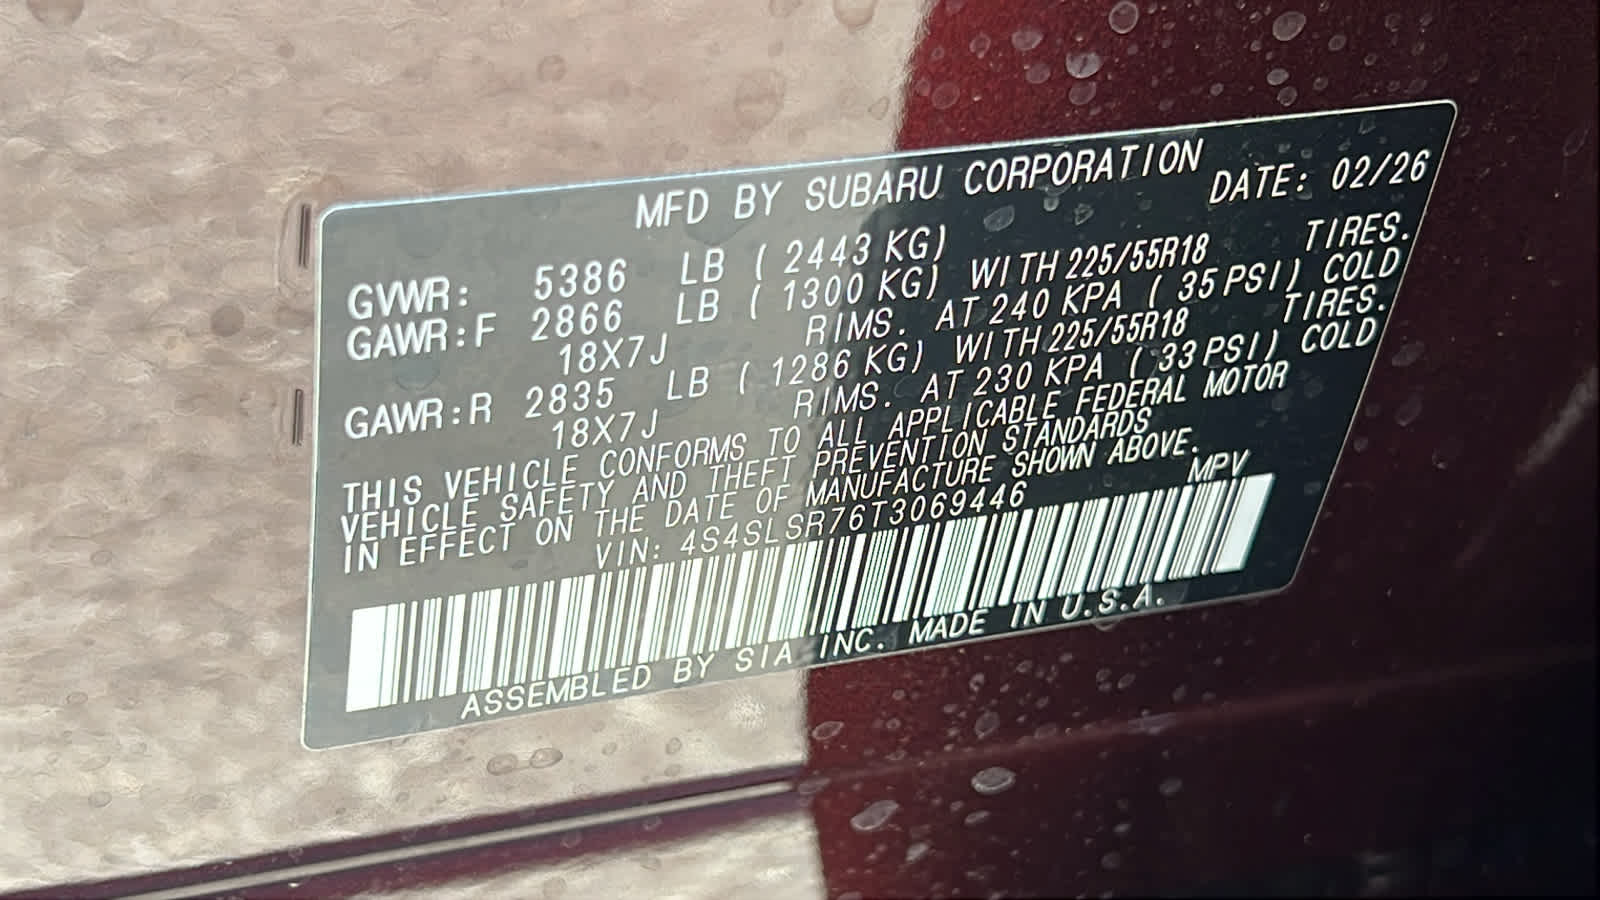 MFD BY SUBARU CORPORATION
DATE: 02/26
GVWR: 5386 LB ( 2443 KG)
GAWR:F 2866 LB ( 1300 KG) WITH 225/55R18 TIRES.
18X7J RIMS. AT 240 KPA ( 35 PSI) COLD
GAWR:R 2835 LB ( 1286 KG) WITH 225/55R18 TIRES.
18X7J RIMS. AT 230 KPA ( 33 PSI) COLD
THIS VEHICLE CONFORMS TO ALL APPLICABLE FEDERAL MOTOR
VEHICLE SAFETY AND THEFT PREVENTION STANDARDS
IN EFFECT ON THE DATE OF MANUFACTURE SHOWN ABOVE.
VIN: 4S4SLSR76T3069446 MPV
ASSEMBLED BY SIA INC. MADE IN U.S.A.